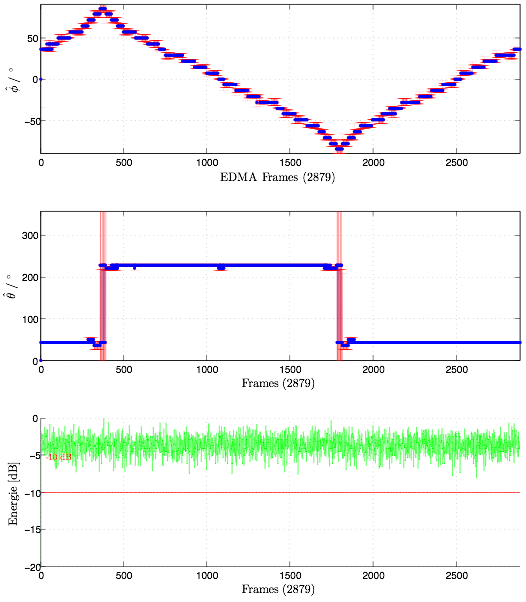 50
0
−50
φ̂ / °
0 500 1000 1500 2000 2500
EDMA Frames (2879)
300
200
100
0
θ̂ / °
0 500 1000 1500 2000 2500
Frames (2879)
0
−5
−10
−15
−20
Energie [dB]
-10 dB
0 500 1000 1500 2000 2500
Frames (2879)